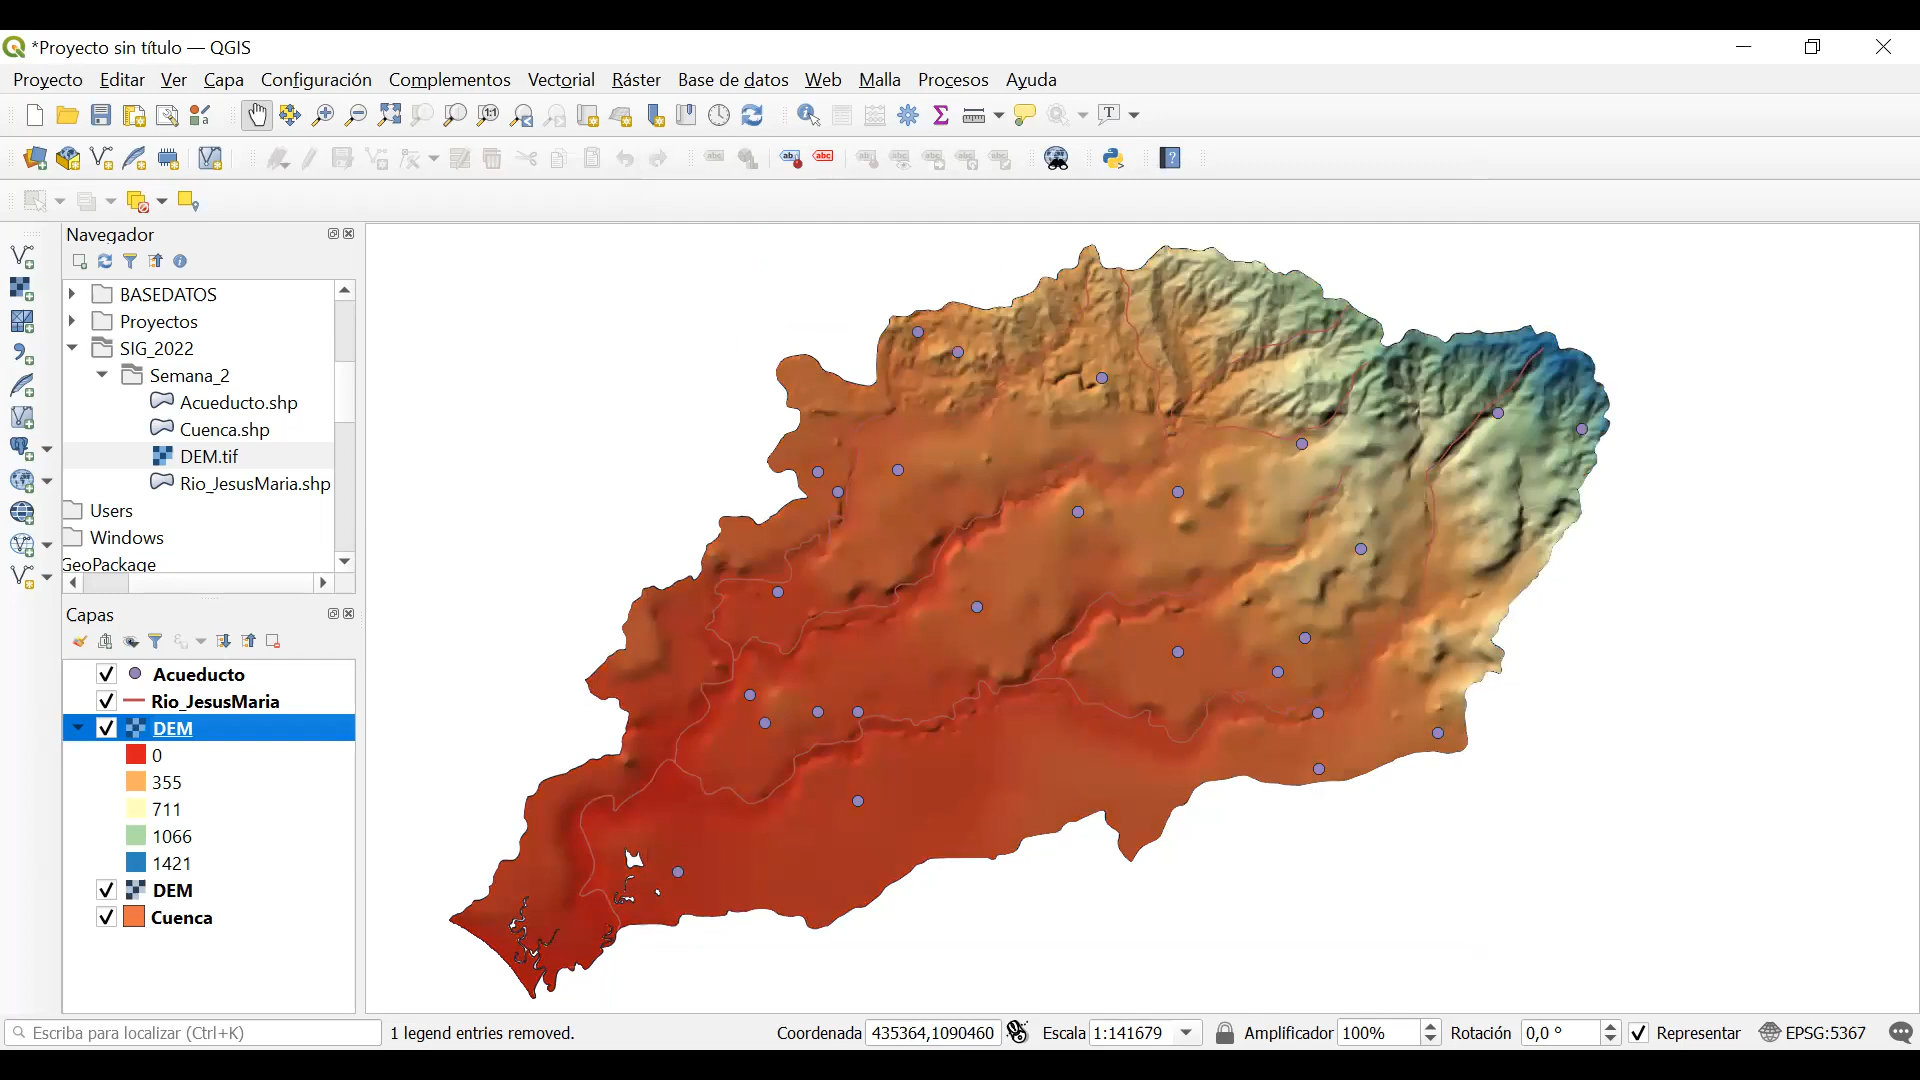 *Proyecto sin título — QGIS
Proyecto Editar Ver Capa Configuración Complementos Vectorial Ráster Base de datos Web Malla Procesos Ayuda
Navegador
BASEDATOS
Proyectos
SIG_2022
Semana_2
Acueducto.shp
Cuenca.shp
DEM.tif
Rio_JesusMaria.shp
Users
Windows
GeoPackage
Capas
Acueducto
Rio_JesusMaria
DEM
0
355
711
1066
1421
DEM
Cuenca
Escriba para localizar (Ctrl+K) 1 legend entries removed. Coordenada 435364,1090460 Escala 1:141679 Amplificador 100% Rotación 0,0 ° Representar EPSG:5367